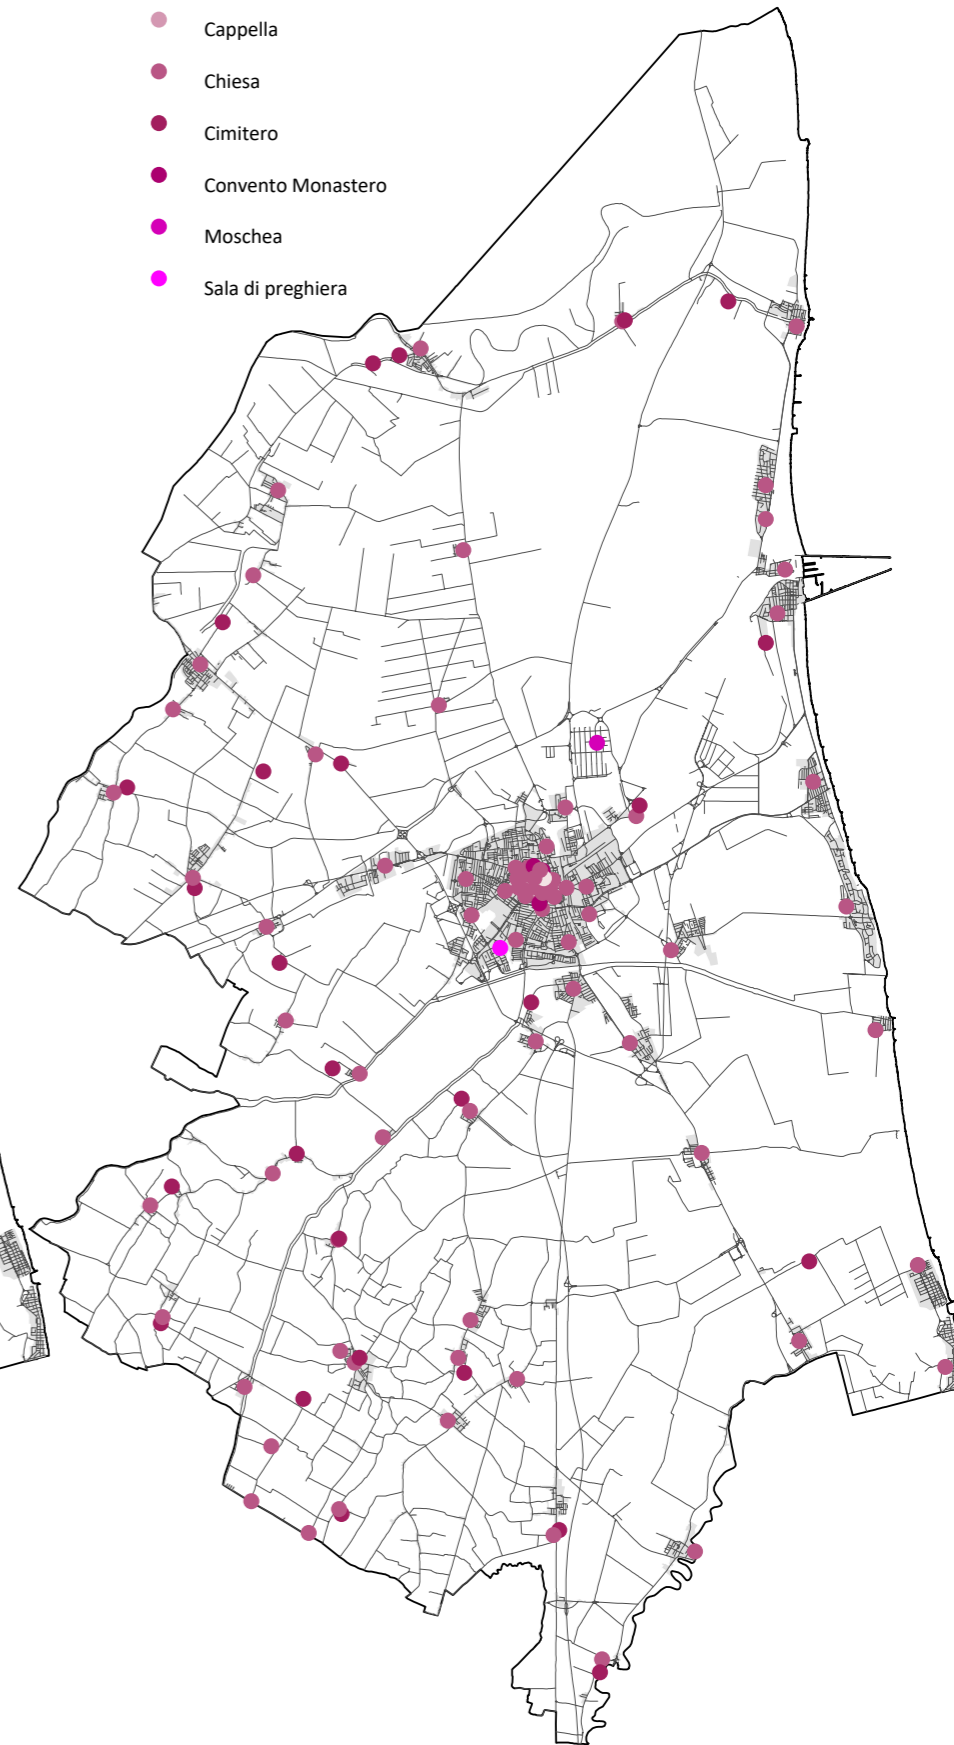 Cappella
Chiesa
Cimitero
Convento Monastero
Moschea
Sala di preghiera